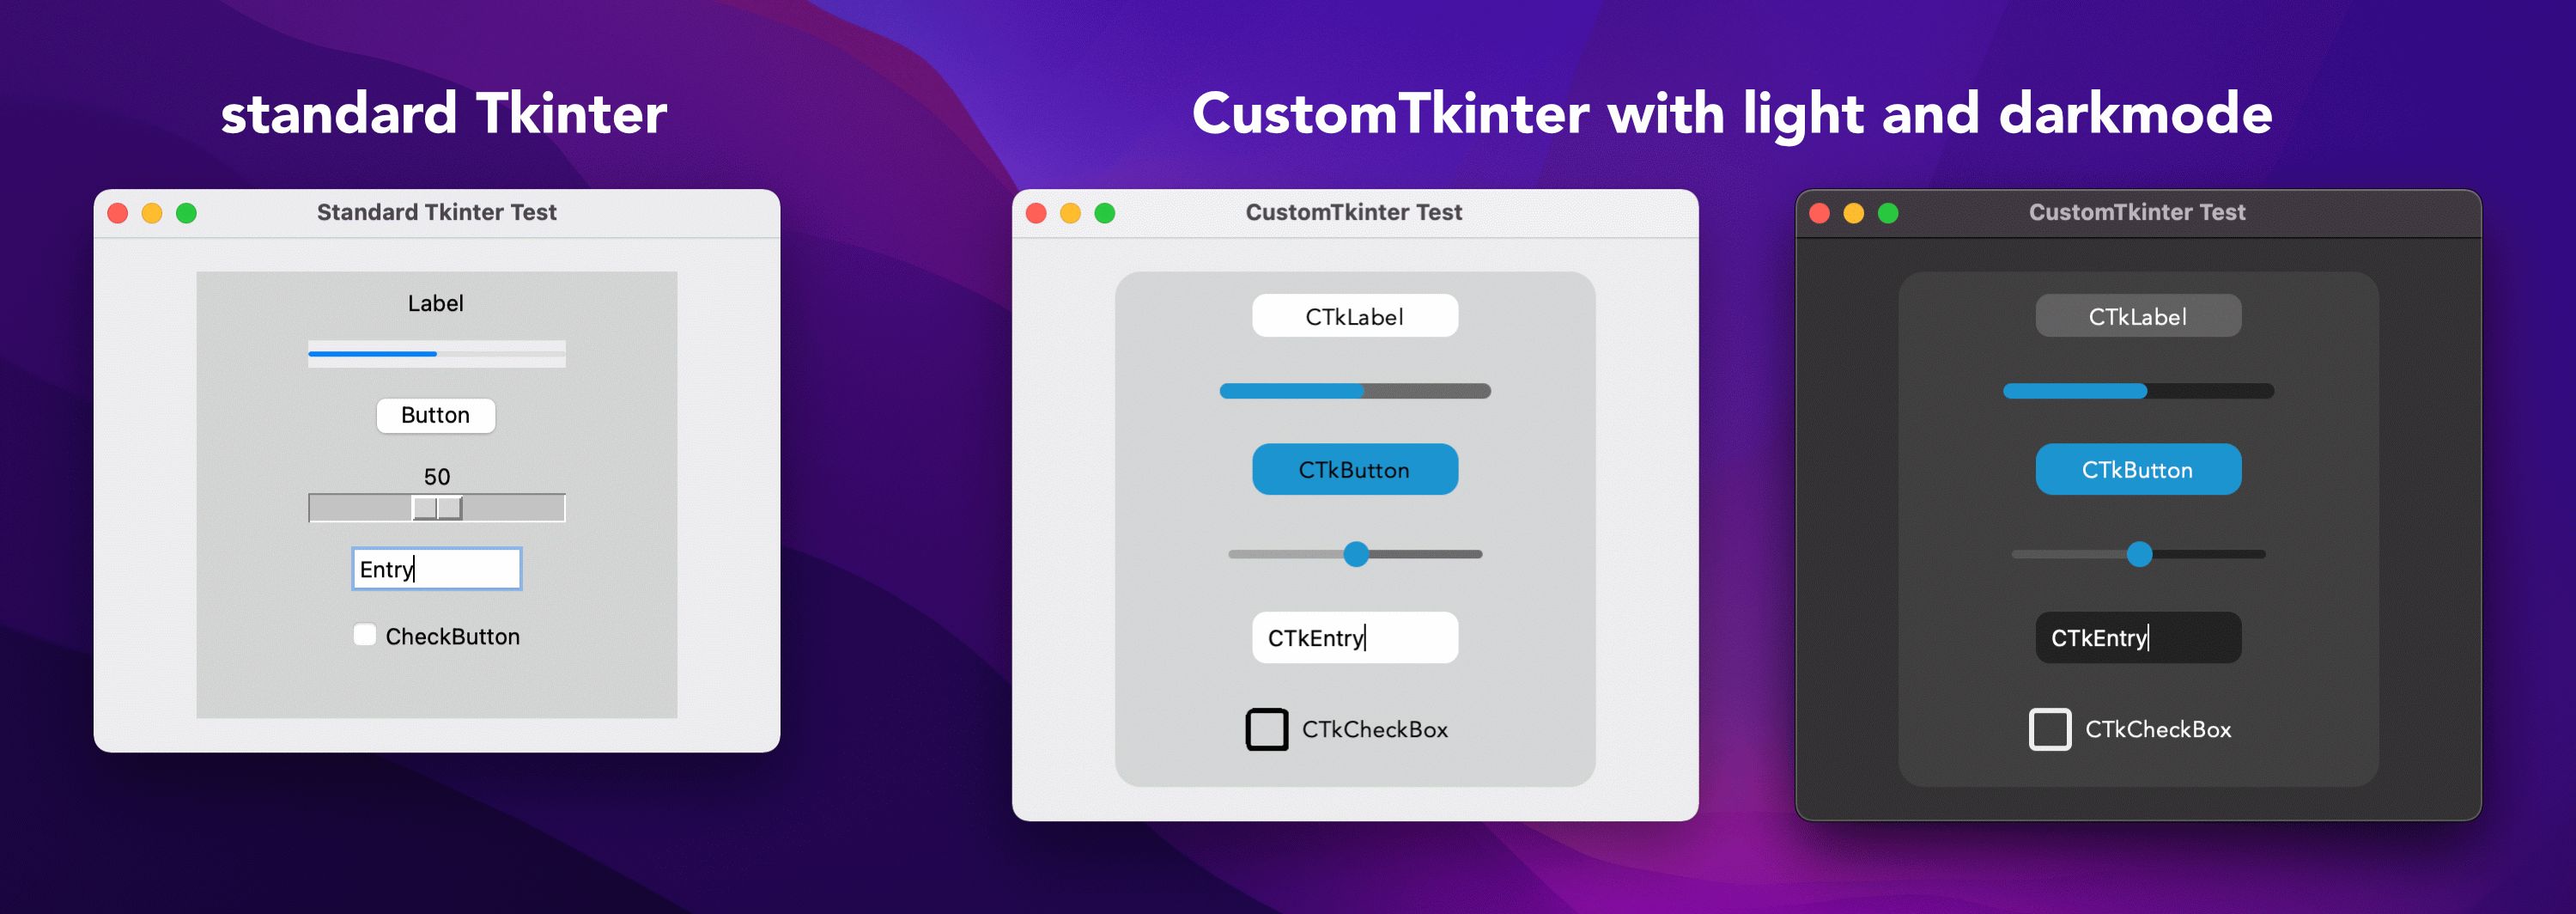 standard Tkinter
CustomTkinter with light and darkmode
Standard Tkinter Test
Label
Button
50
Entry
CheckButton
CustomTkinter Test
CTkLabel
CTkButton
CTkEntry
CTkCheckBox
CustomTkinter Test
CTkLabel
CTkButton
CTkEntry
CTkCheckBox